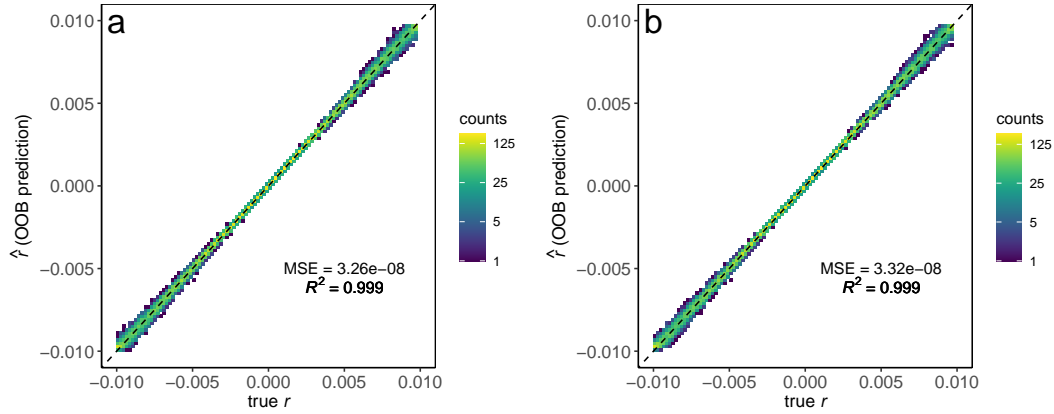 a
0.010
0.005
0.000
−0.005
−0.010
r̂ (OOB prediction)
−0.010 −0.005 0.000 0.005 0.010
true r
MSE = 3.26e−08
R² = 0.999
counts
125
25
5
1
b
0.010
0.005
0.000
−0.005
−0.010
r̂ (OOB prediction)
−0.010 −0.005 0.000 0.005 0.010
true r
MSE = 3.32e−08
R² = 0.999
counts
125
25
5
1